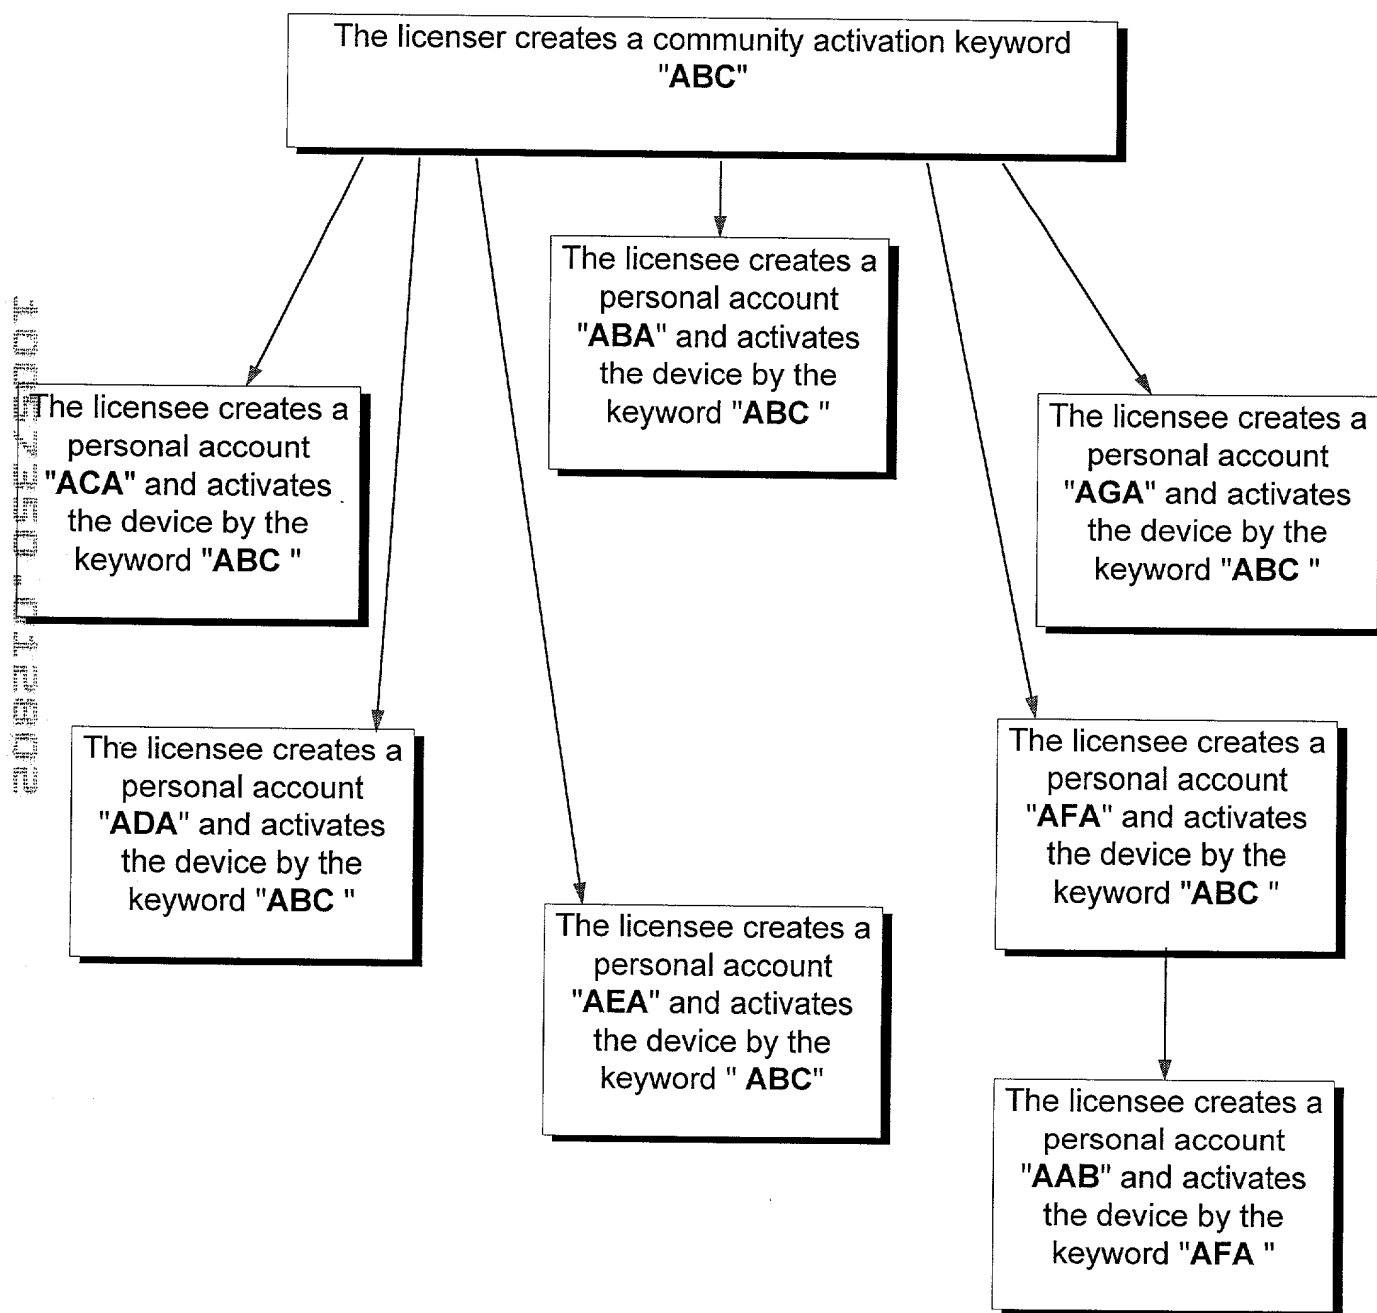 The licenser creates a community activation keyword
"ABC"
The licensee creates a
personal account
"ABA" and activates
the device by the
keyword "ABC "
The licensee creates a
personal account
"ACA" and activates
the device by the
keyword "ABC "
The licensee creates a
personal account
"AGA" and activates
the device by the
keyword "ABC "
The licensee creates a
personal account
"ADA" and activates
the device by the
keyword "ABC "
The licensee creates a
personal account
"AFA" and activates
the device by the
keyword "ABC "
The licensee creates a
personal account
"AEA" and activates
the device by the
keyword " ABC"
The licensee creates a
personal account
"AAB" and activates
the device by the
keyword "AFA "